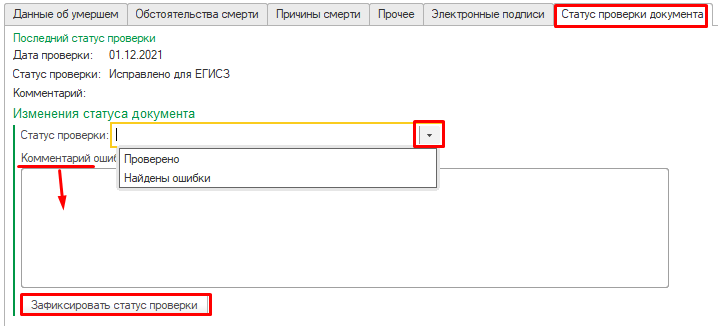 Данные об умершем Обстоятельства смерти Причины смерти Прочее Электронные подписи Статус проверки документа
Последний статус проверки
Дата проверки: 01.12.2021
Статус проверки: Исправлено для ЕГИСЗ
Комментарий:
Изменения статуса документа
Статус проверки:
Проверено
Комментарий ошиб
Найдены ошибки
Зафиксировать статус проверки